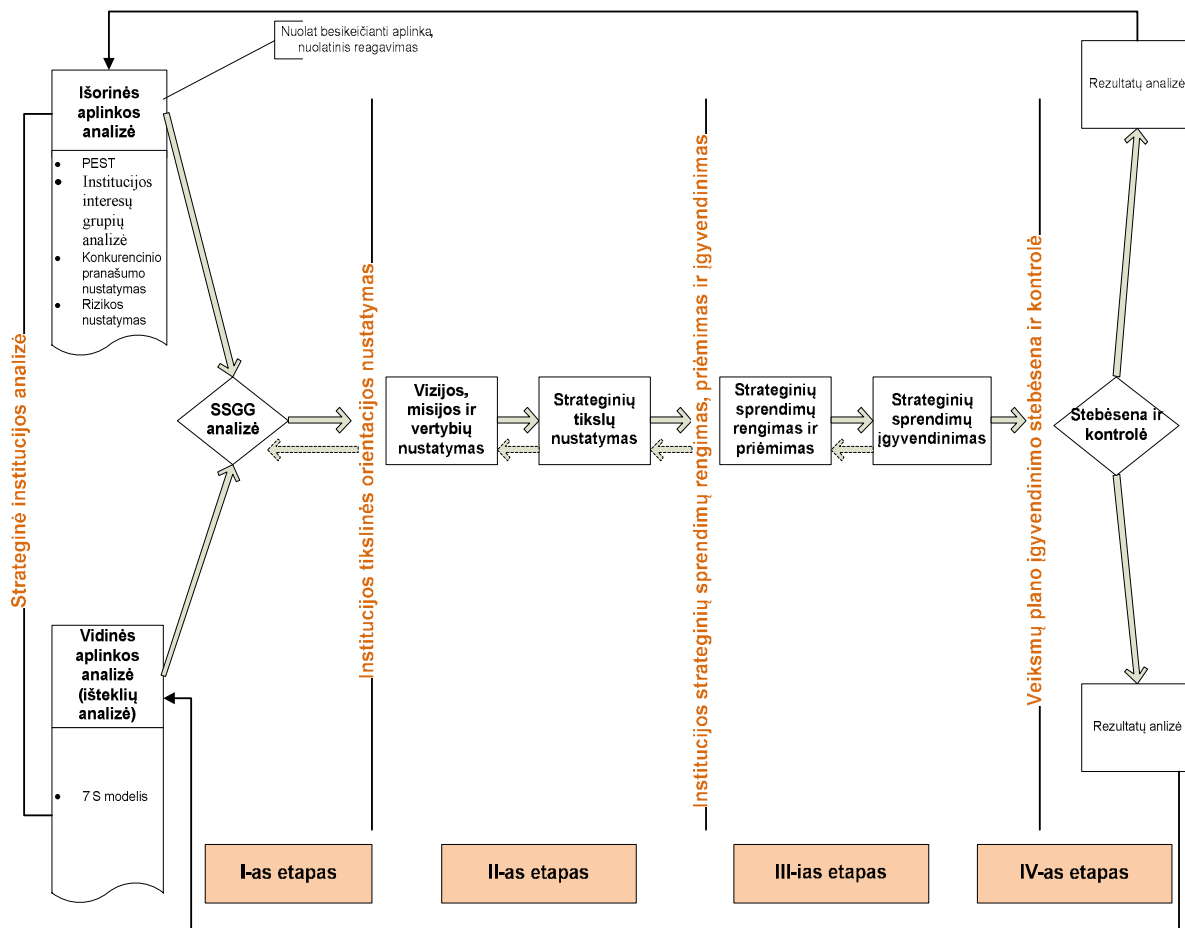 Nuolat besikeičianti aplinka,
nuolatinis reagavimas
Išorinės
aplinkos
analizė
• PEST
• Institucijos
interesų
grupių
analizė
• Konkurencinio
pranašumo
nustatymas
• Rizikos
nustatymas
Strateginė institucijos analizė
SSGG
analizė
Vidinės
aplinkos
analizė
(išteklių
analizė)
• 7 S modelis
Institucijos tikslinės orientacijos nustatymas
Vizijos,
misijos ir
vertybių
nustatymas
Strateginių
tikslų
nustatymas
Institucijos strateginių sprendimų rengimas, priėmimas ir įgyvendinimas
Strateginių
sprendimų
rengimas ir
priėmimas
Strateginių
sprendimų
įgyvendinimas
Veiksmų plano įgyvendinimo stebėsena ir kontrolė
Stebėsena ir
kontrolė
Rezultatų analizė
Rezultatų anlizė
I-as etapas
II-as etapas
III-ias etapas
IV-as etapas